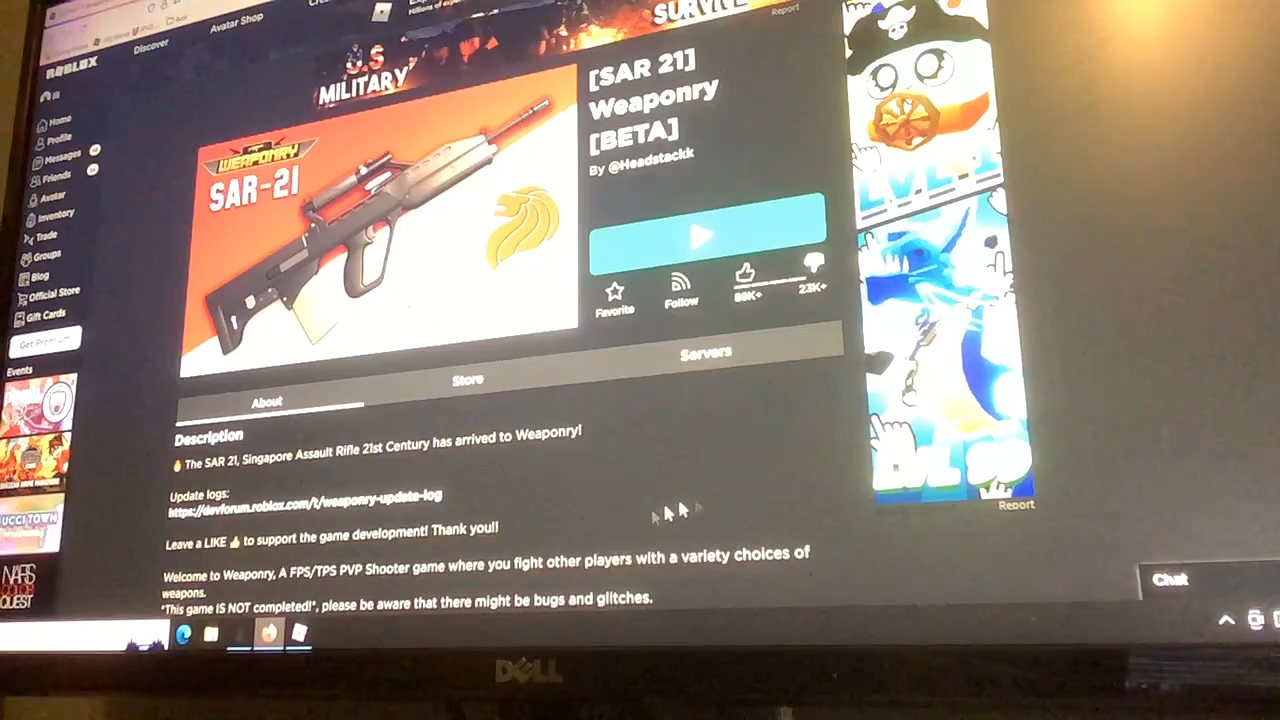 Discover
Avatar Shop
SURVIVE
Report
ROBLOX
U.S
MILITARY
Home
Profile
Messages
Friends
Avatar
Inventory
Trade
Groups
Blog
Official Store
Gift Cards
Get Premium
Events
WEAPONRY
SAR-21
[SAR 21]
Weaponry
[BETA]
By @Headstackk
Favorite
Follow
23K+
About
Store
Servers
Description
🔥 The SAR 21, Singapore Assault Rifle 21st Century has arrived to Weaponry!
Update logs:
https://devforum.roblox.com/t/weaponry-update-log
Leave a LIKE 👍 to support the game development! Thank you!!
Welcome to Weaponry, A FPS/TPS PVP Shooter game where you fight other players with a variety choices of
weapons.
*This game IS NOT completed!*, please be aware that there might be bugs and glitches.
Report
Chat
DELL